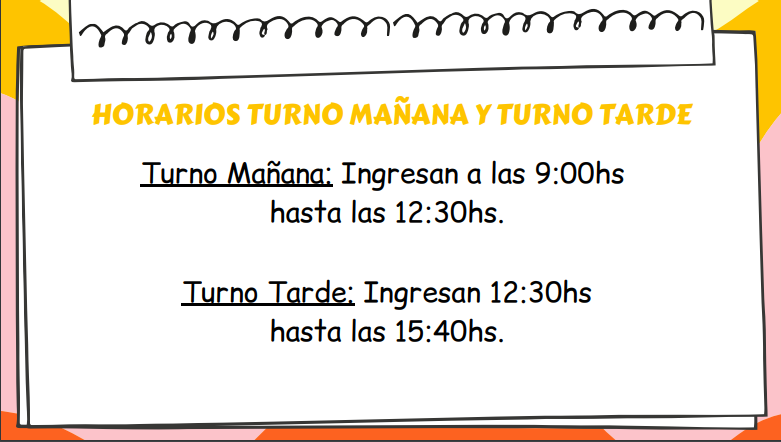 HORARIOS TURNO MAÑANA Y TURNO TARDE
Turno Mañana: Ingresan a las 9:00hs
hasta las 12:30hs.
Turno Tarde: Ingresan 12:30hs
hasta las 15:40hs.